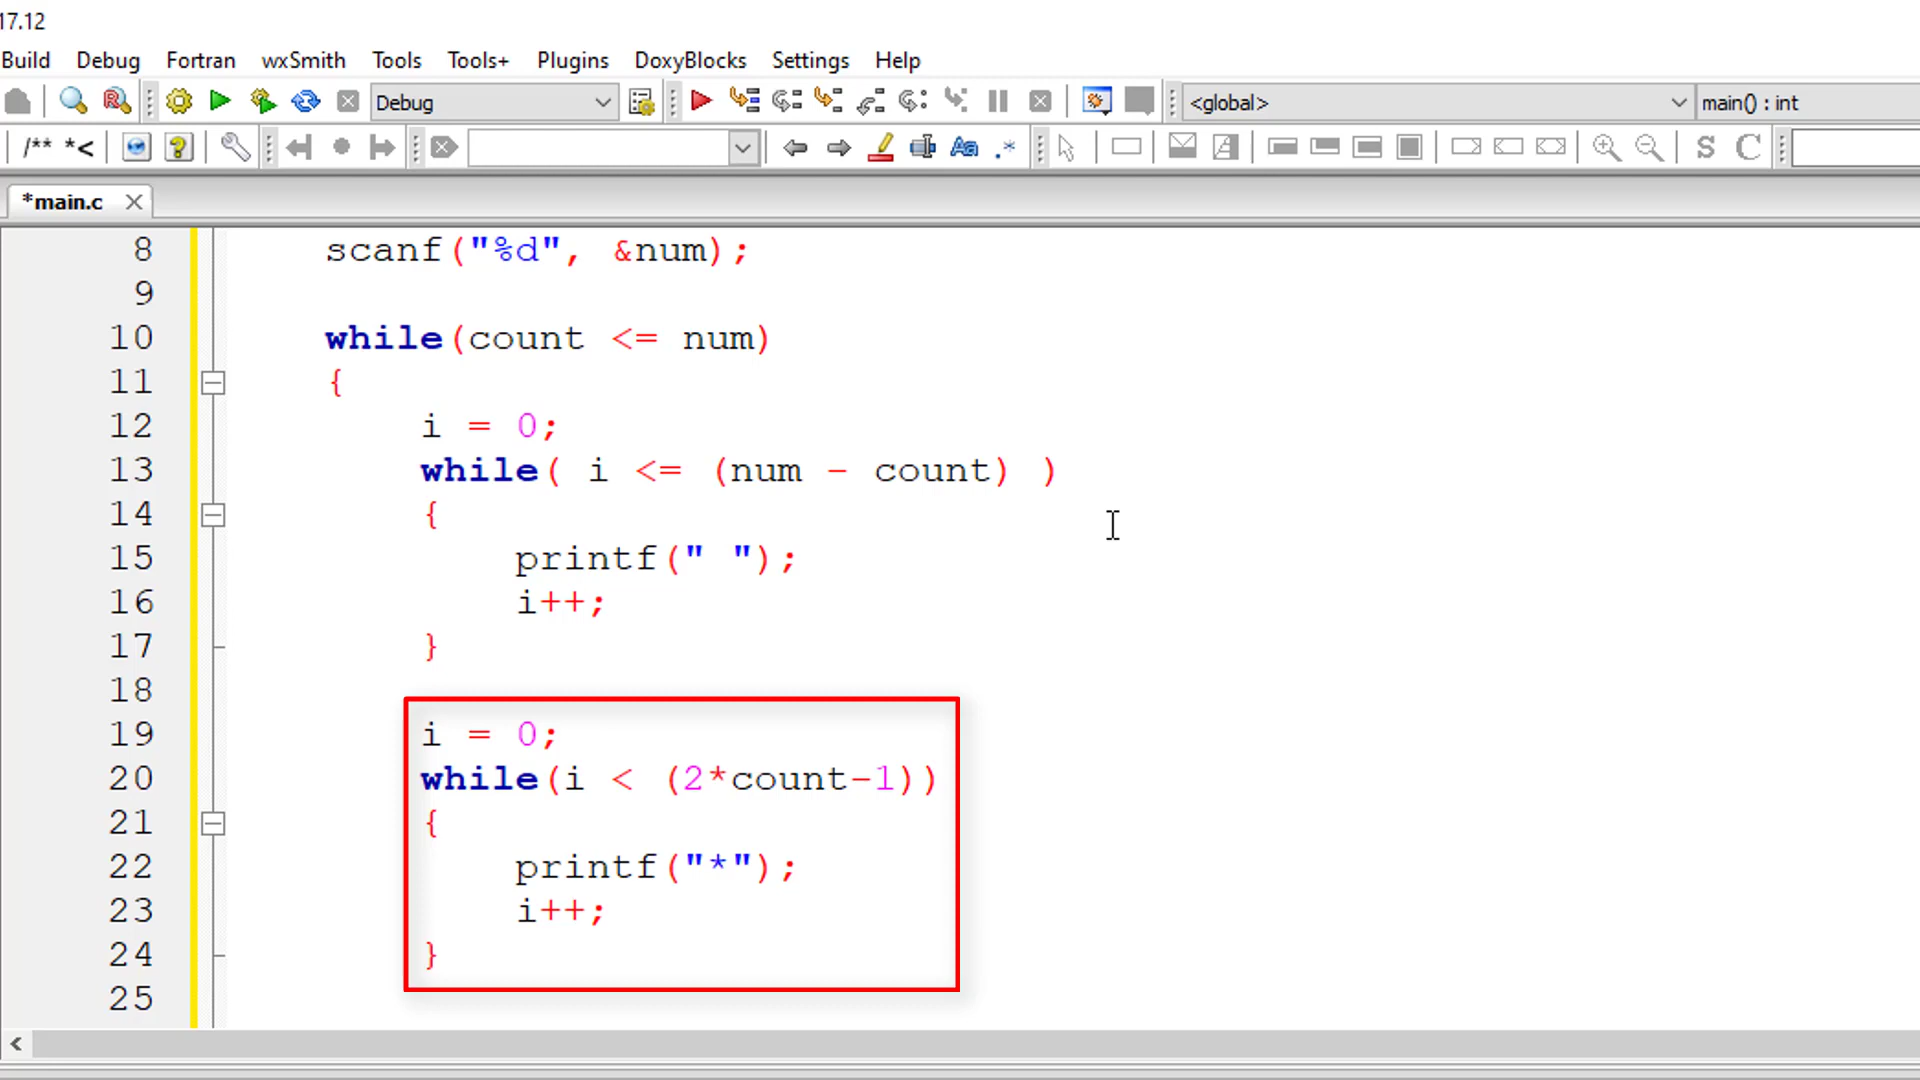 17.12
Build Debug Fortran wxSmith Tools Tools+ Plugins DoxyBlocks Settings Help
Debug <global> main() : int
/** *< Aa .* S C
*main.c
8 scanf("%d", &num);
9
10 while(count <= num)
11 {
12 i = 0;
13 while( i <= (num - count) )
14 {
15 printf(" ");
16 i++;
17 }
18
19 i = 0;
20 while(i < (2*count-1))
21 {
22 printf("*");
23 i++;
24 }
25